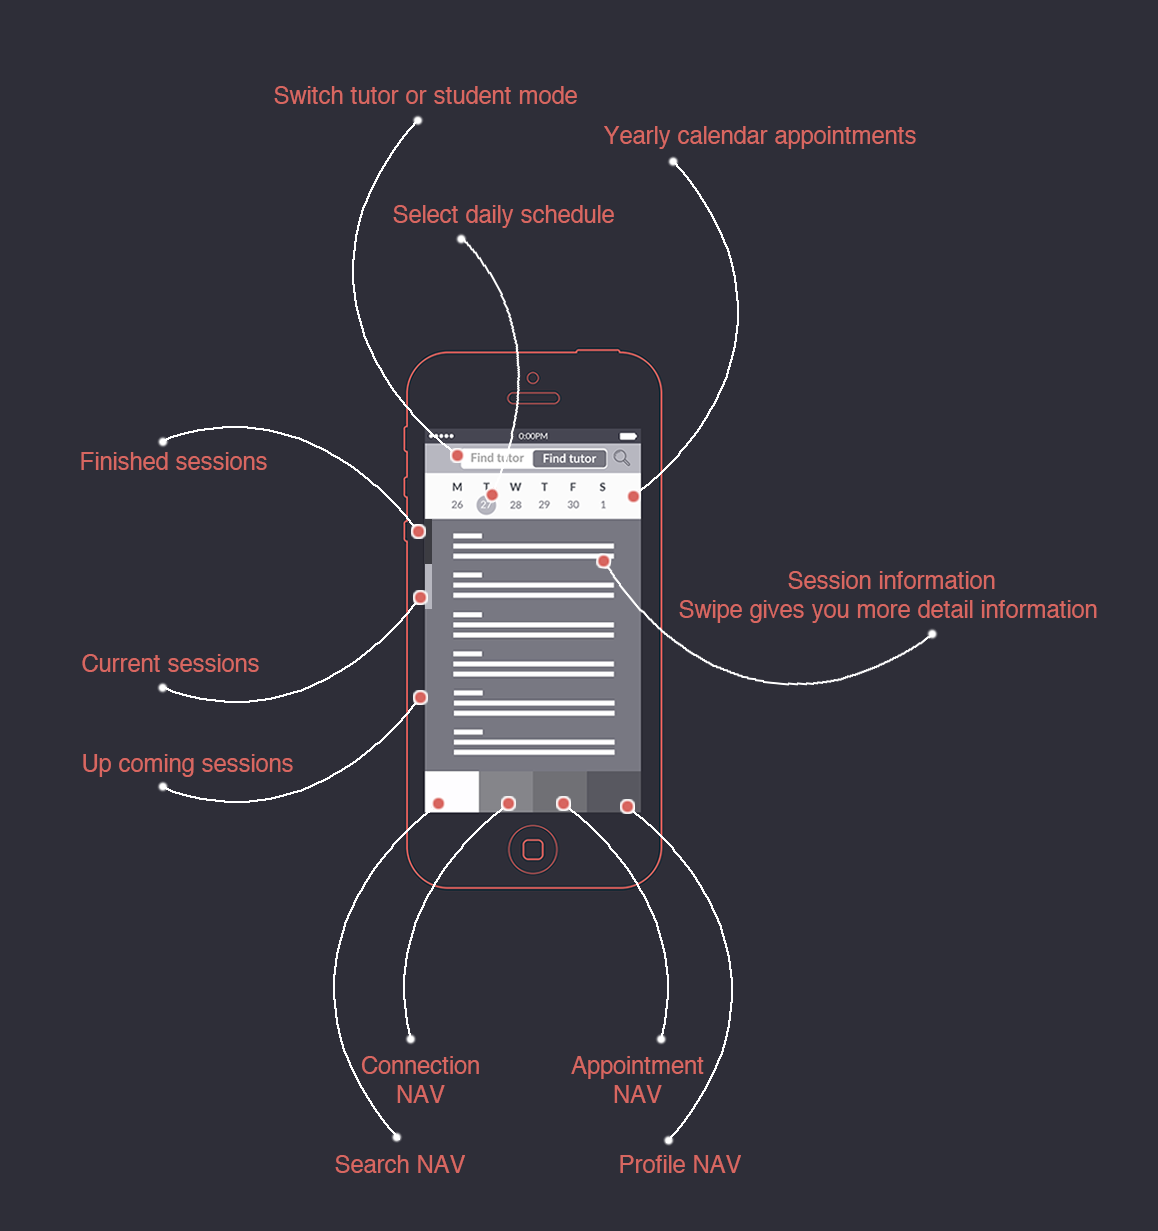 Switch tutor or student mode
Yearly calendar appointments
Select daily schedule
0:00PM
Find tutor Find tutor
M T W T F S
26 27 28 29 30 1
Finished sessions
Session information
Swipe gives you more detail information
Current sessions
Up coming sessions
Connection
NAV
Appointment
NAV
Search NAV
Profile NAV